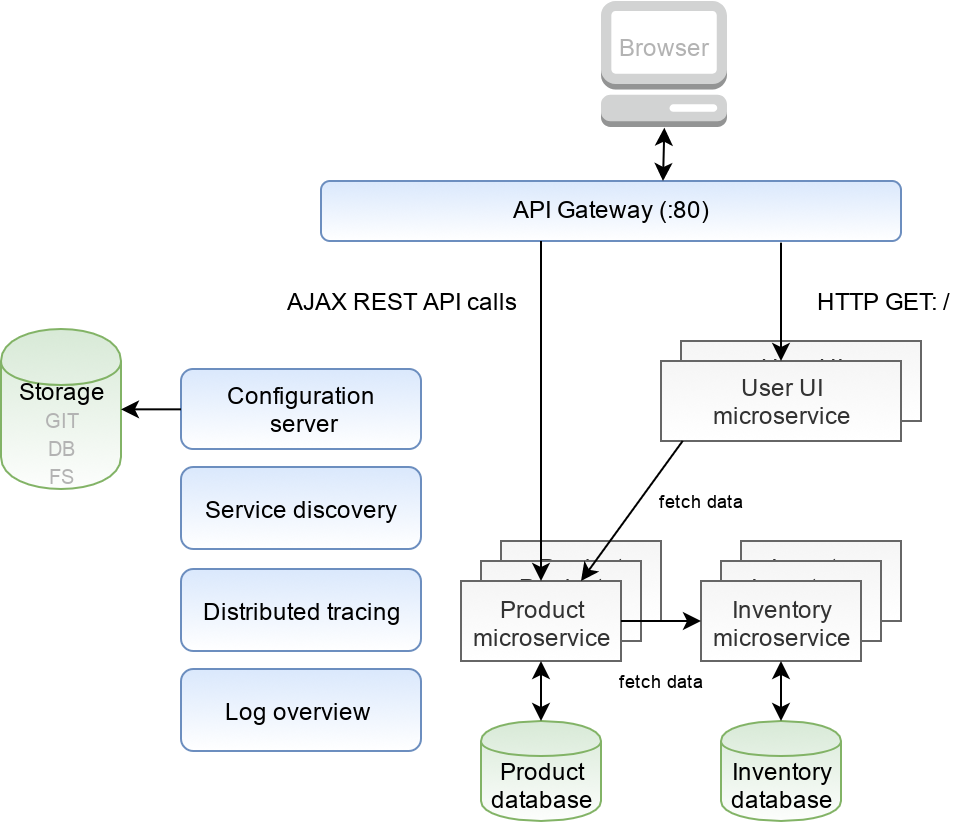 Browser
API Gateway (:80)
AJAX REST API calls
HTTP GET: /
Storage
GIT
DB
FS
Configuration
server
Service discovery
Distributed tracing
Log overview
User UI
microservice
fetch data
Product
microservice
Inventory
microservice
fetch data
Product
database
Inventory
database